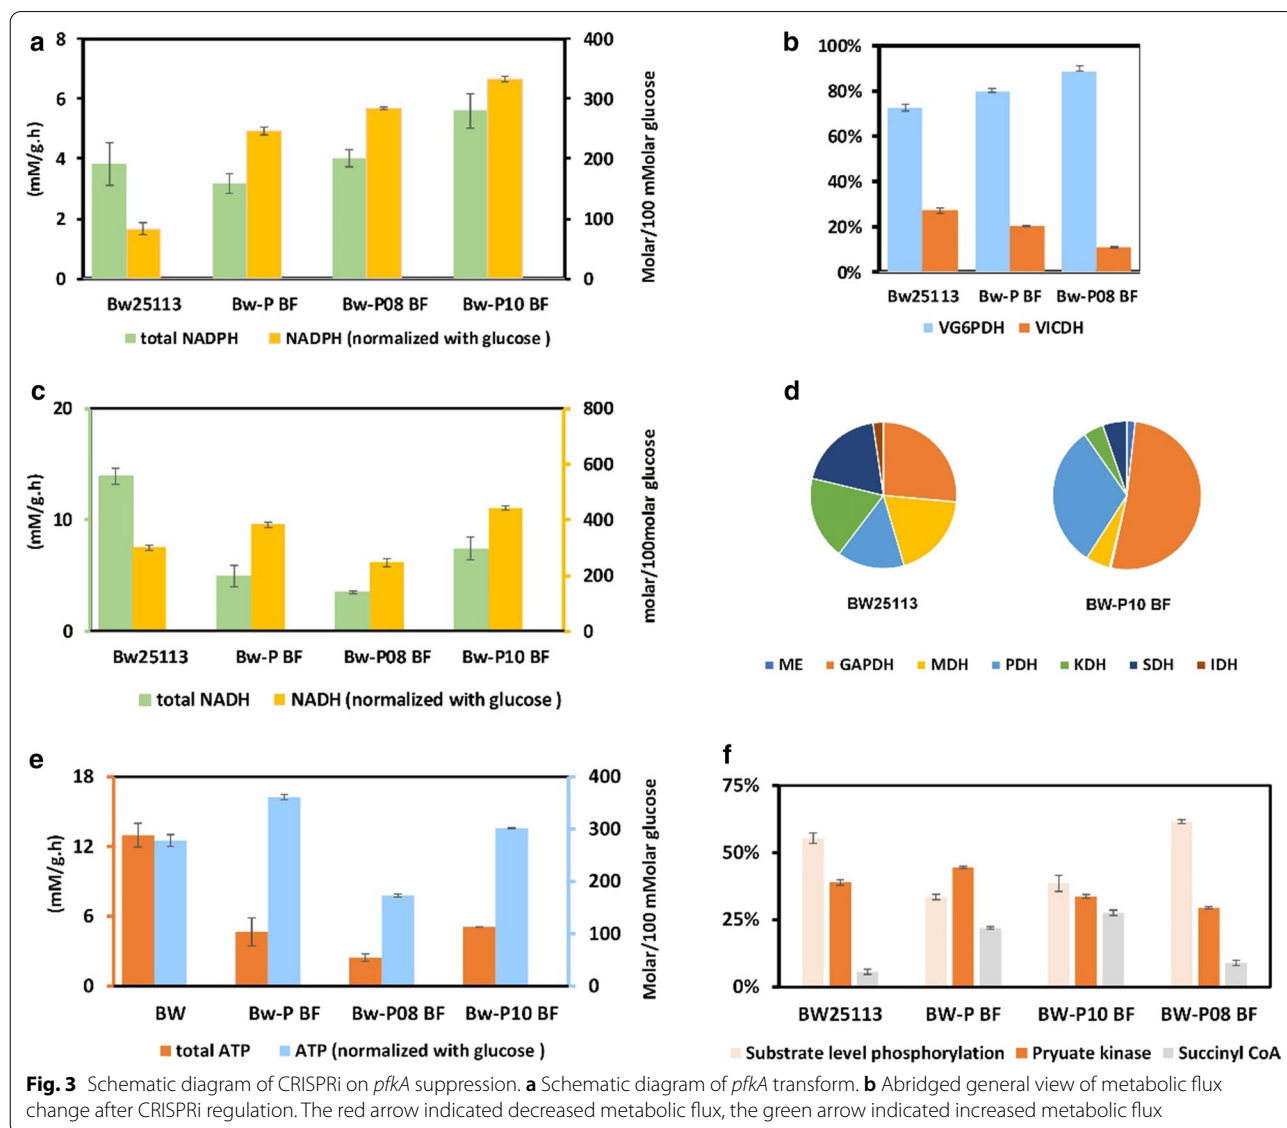 a
8
6
4
2
0
(mM/g.h)
400
300
200
100
0
Molar/100 mMolar glucose
Bw25113 Bw-P BF Bw-P08 BF Bw-P10 BF
total NADPH NADPH (normalized with glucose )
b
100%
80%
60%
40%
20%
0%
Bw25113 Bw-P BF Bw-P08 BF
VG6PDH VICDH
c
20
10
0
(mM/g.h)
800
600
400
200
0
molar/100molar glucose
Bw25113 Bw-P BF Bw-P08 BF Bw-P10 BF
total NADH NADH (normalized with glucose )
d
BW25113 BW-P10 BF
ME GAPDH MDH PDH KDH SDH IDH
e
18
12
6
0
(mM/g.h)
400
300
200
100
0
Molar/100 mMolar glucose
BW Bw-P BF Bw-P08 BF Bw-P10 BF
total ATP ATP (normalized with glucose )
f
75%
50%
25%
0%
BW25113 BW-P BF BW-P10 BF BW-P08 BF
Substrate level phosphorylation Pryuate kinase Succinyl CoA
Fig. 3 Schematic diagram of CRISPRi on pfkA suppression. a Schematic diagram of pfkA transform. b Abridged general view of metabolic flux
change after CRISPRi regulation. The red arrow indicated decreased metabolic flux, the green arrow indicated increased metabolic flux